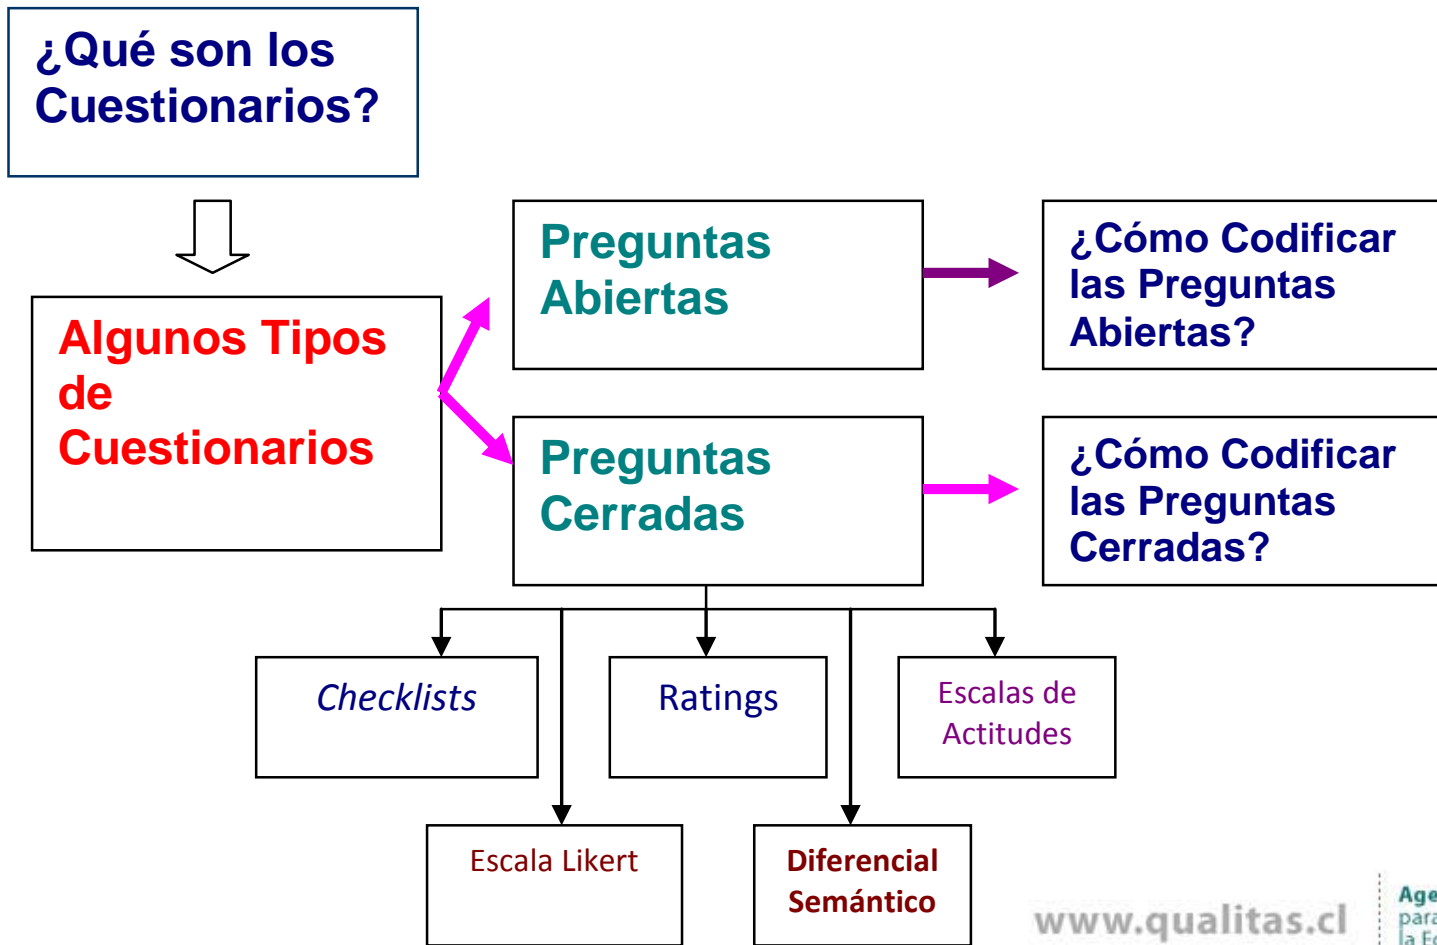 ¿Qué son los
Cuestionarios?
Algunos Tipos
de
Cuestionarios
Preguntas
Abiertas
¿Cómo Codificar
las Preguntas
Abiertas?
Preguntas
Cerradas
¿Cómo Codificar
las Preguntas
Cerradas?
Checklists
Ratings
Escalas de
Actitudes
Escala Likert
Diferencial
Semántico
www.qualitas.cl
para